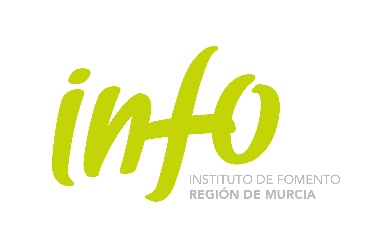 info
INSTITUTO DE FOMENTO
REGIÓN DE MURCIA